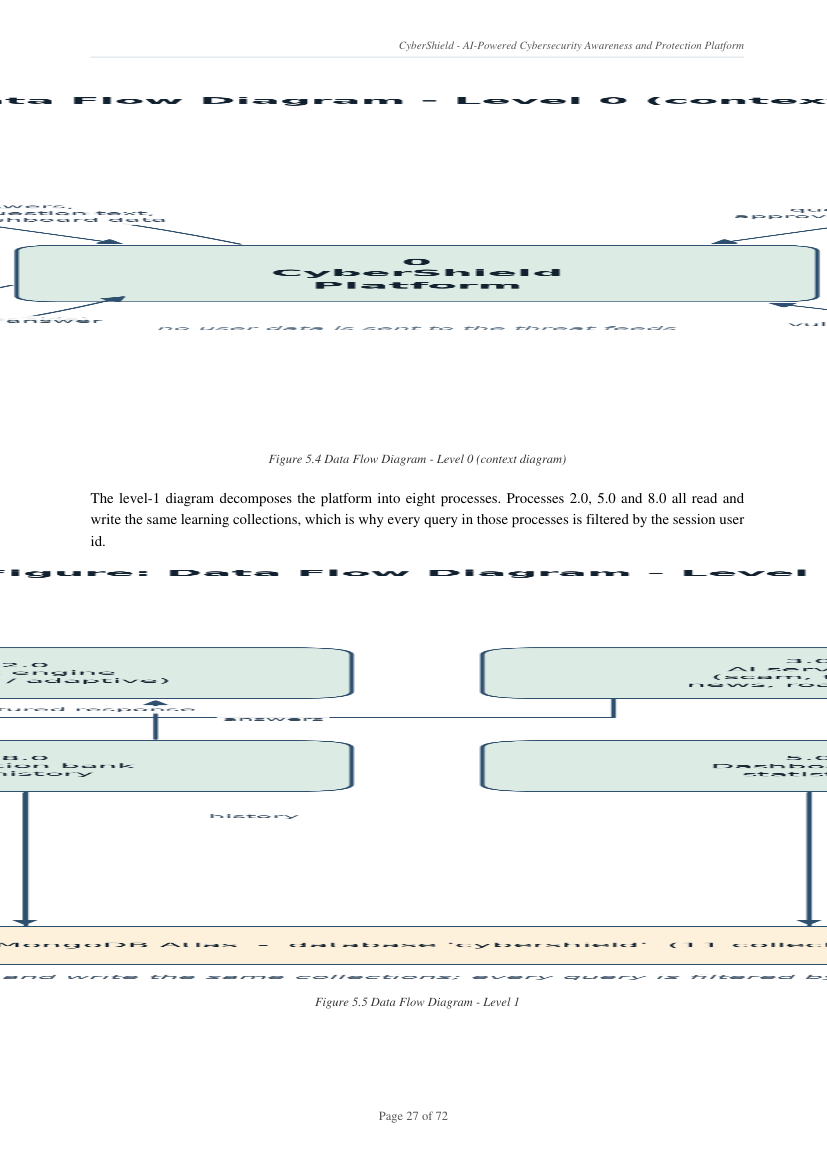 CyberShield - AI-Powered Cybersecurity Awareness and Protection Platform
Flow Diagram - Level 0
dashboard data
0
CyberShield
Platform
answer
no user data is sent to the threat feeds
Figure 5.4 Data Flow Diagram - Level 0 (context diagram)
The level-1 diagram decomposes the platform into eight processes. Processes 2.0, 5.0 and 8.0 all read and
write the same learning collections, which is why every query in those processes is filtered by the session user
id.
Figure: Data Flow Diagram - Level
2.0
engine
/ adaptive)
response
answers
3.0
AI
(scam,
news,
8.0
bank
history
5.0
history
MongoDB Atlas - database 'cybershield' (11
and write the same collections; every query is filtered by
Figure 5.5 Data Flow Diagram - Level 1
Page 27 of 72